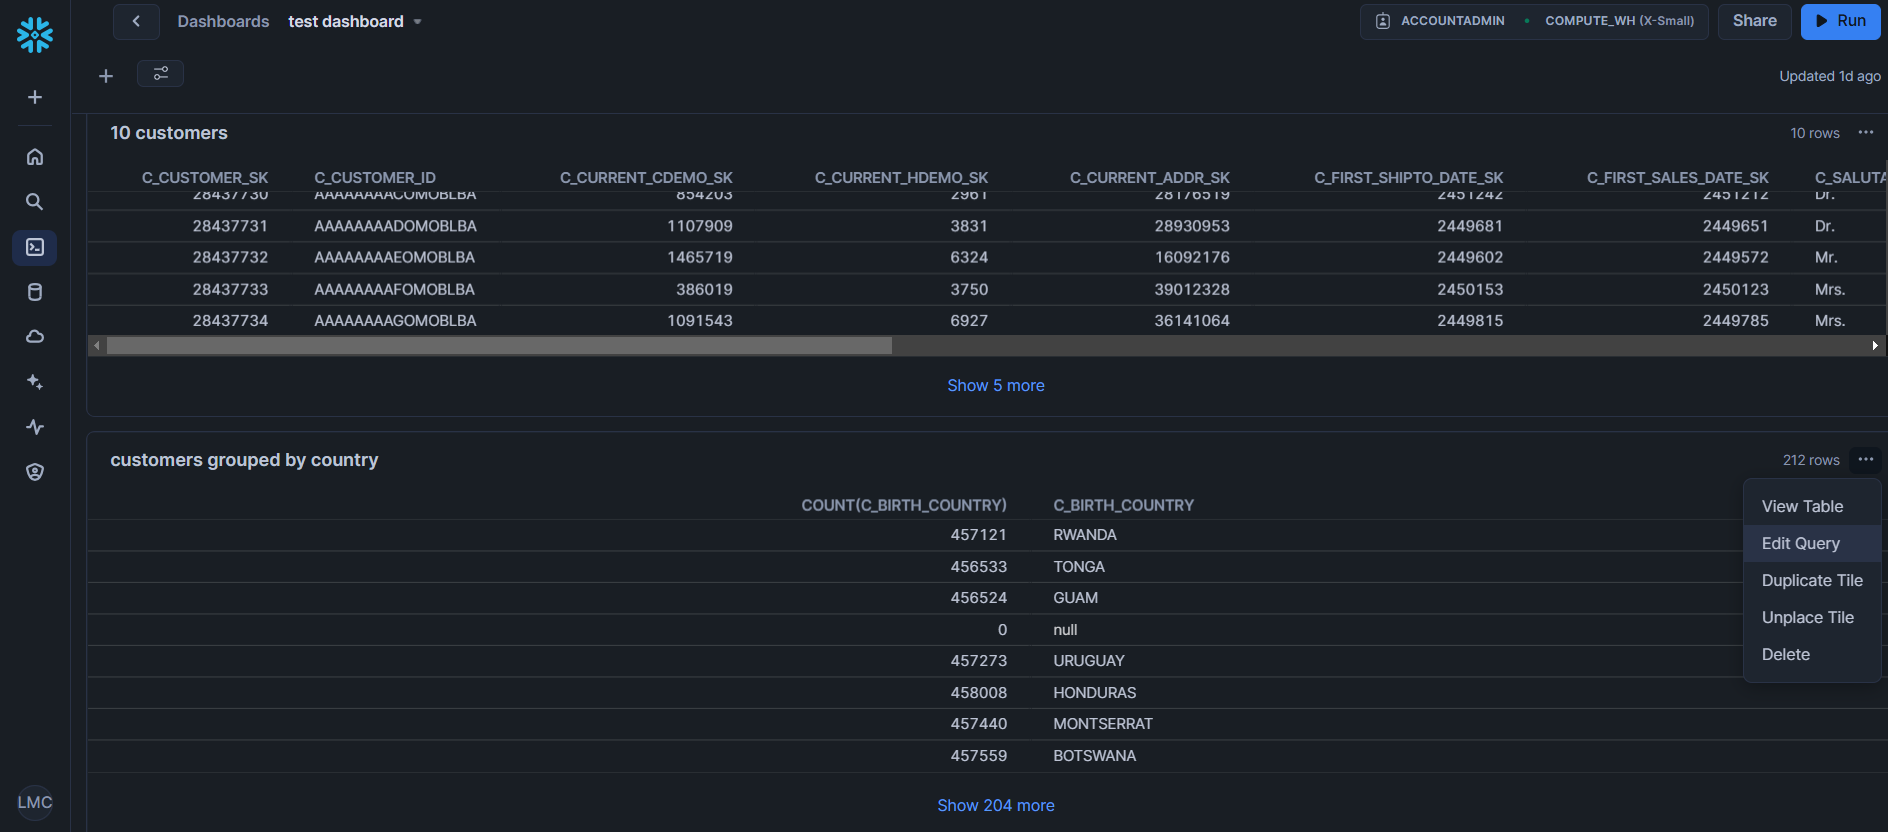 Dashboards test dashboard
ACCOUNTADMIN • COMPUTE_WH (X-Small) Share Run
Updated 1d ago
10 customers 10 rows
C_CUSTOMER_SK C_CUSTOMER_ID C_CURRENT_CDEMO_SK C_CURRENT_HDEMO_SK C_CURRENT_ADDR_SK C_FIRST_SHIPTO_DATE_SK C_FIRST_SALES_DATE_SK C_SALUTA
28437730 AAAAAAAACOMOBLBA 854203 2961 28176519 2451242 2451212 Dr.
28437731 AAAAAAAADOMOBLBA 1107909 3831 28930953 2449681 2449651 Dr.
28437732 AAAAAAAAEOMOBLBA 1465719 6324 16092176 2449602 2449572 Mr.
28437733 AAAAAAAAFOMOBLBA 386019 3750 39012328 2450153 2450123 Mrs.
28437734 AAAAAAAAGOMOBLBA 1091543 6927 36141064 2449815 2449785 Mrs.
Show 5 more
customers grouped by country 212 rows
COUNT(C_BIRTH_COUNTRY) C_BIRTH_COUNTRY
457121 RWANDA
456533 TONGA
456524 GUAM
0 null
457273 URUGUAY
458008 HONDURAS
457440 MONTSERRAT
457559 BOTSWANA
Show 204 more
View Table
Edit Query
Duplicate Tile
Unplace Tile
Delete
LMC